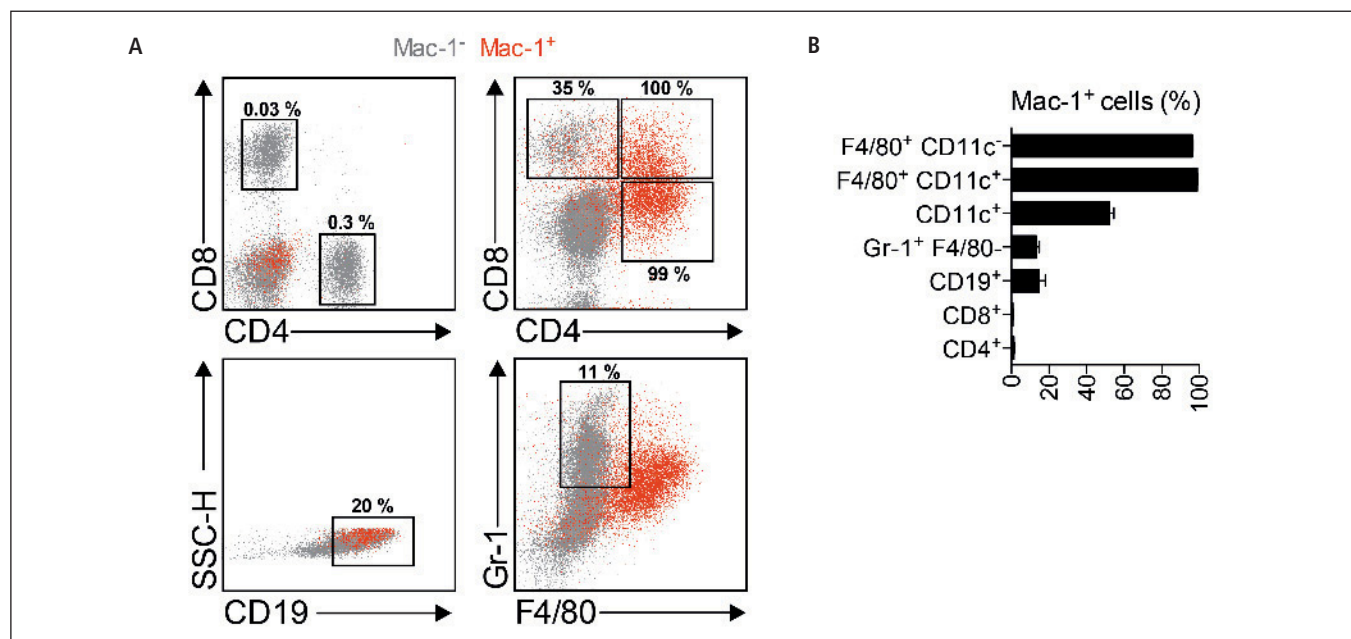 A
Mac-1⁻ Mac-1⁺
B
0.03 %
0.3 %
CD8
CD4
35 %
100 %
99 %
CD8
CD4
20 %
SSC-H
CD19
11 %
Gr-1
F4/80
Mac-1⁺ cells (%)
F4/80⁺ CD11c⁻
F4/80⁺ CD11c⁺
CD11c⁺
Gr-1⁺ F4/80-
CD19⁺
CD8⁺
CD4⁺
0
20
40
60
80
100